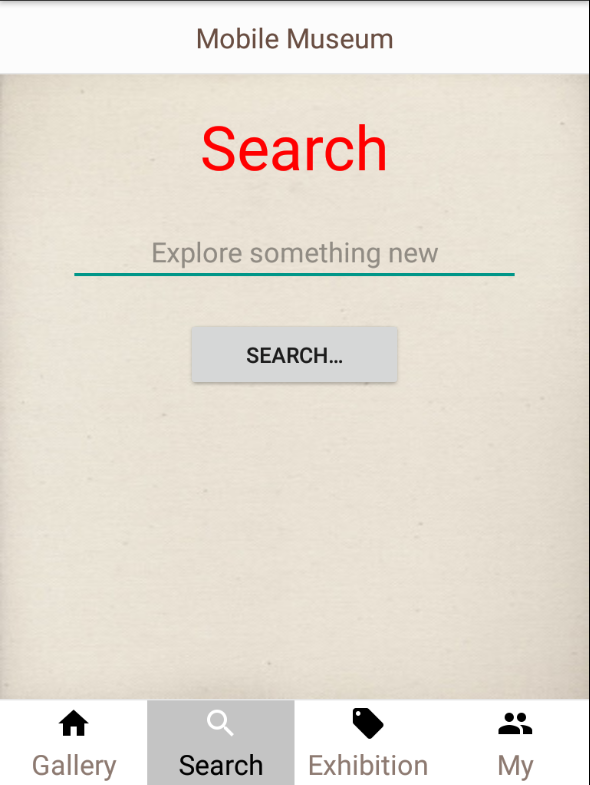 Mobile Museum
Search
Explore something new
SEARCH...
Gallery
Search
Exhibition
My